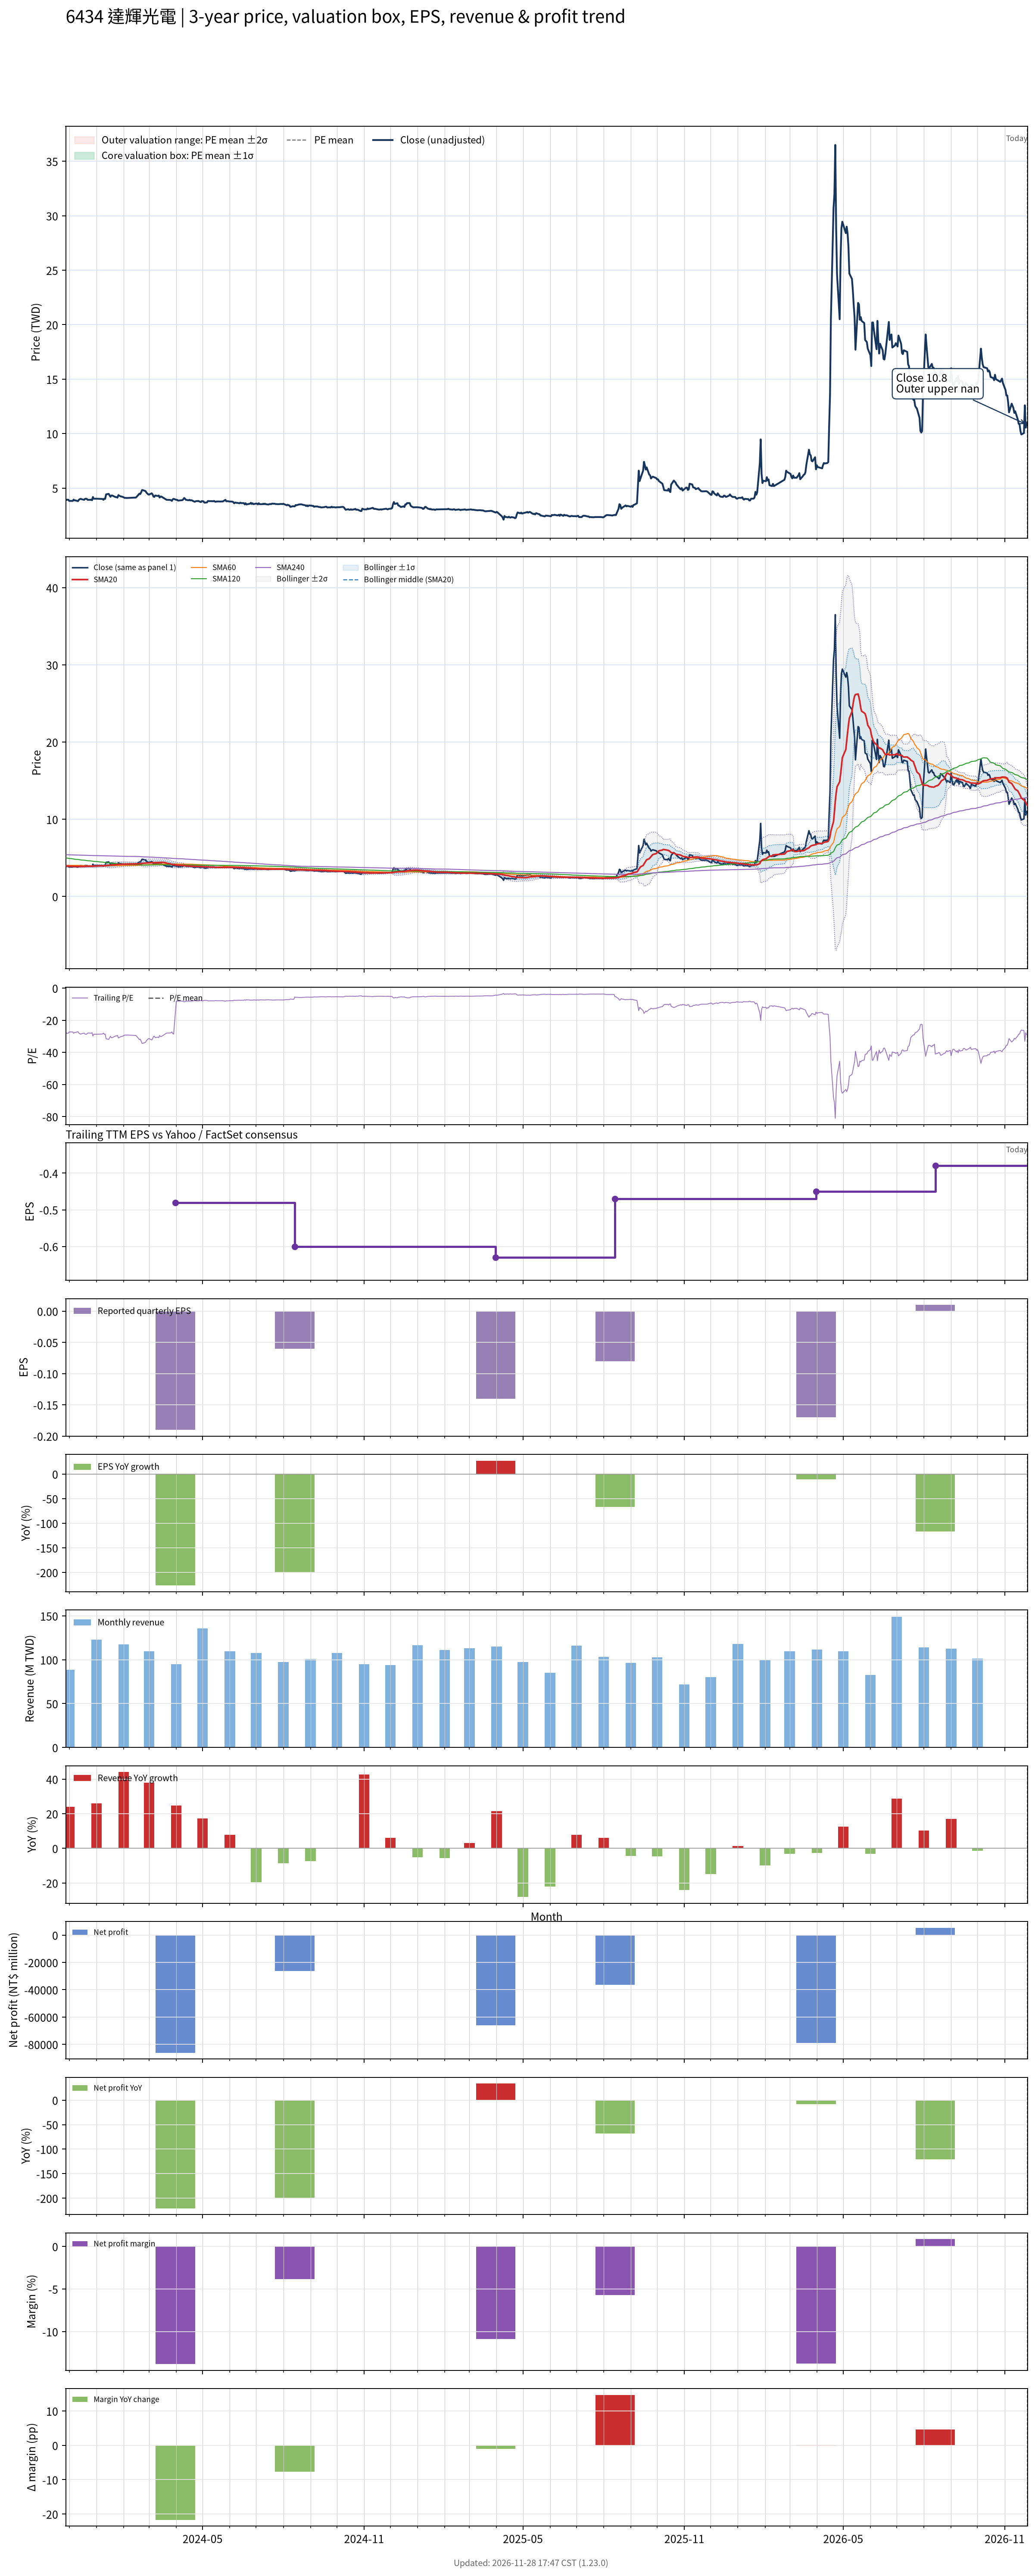 6434 達輝光電 | 3-year price, valuation box, EPS, revenue & profit trend
Outer valuation range: PE mean ±2σ
Core valuation box: PE mean ±1σ
PE mean
Close (unadjusted)
Today
Close 10.8
Outer upper nan
Price (TWD)
35
30
25
20
15
10
5
Close (same as panel 1)
SMA20
SMA60
SMA120
SMA240
Bollinger ±2σ
Bollinger ±1σ
Bollinger middle (SMA20)
Price
40
30
20
10
0
Trailing P/E
P/E mean
P/E
0
-20
-40
-60
-80
Trailing TTM EPS vs Yahoo / FactSet consensus
Today
EPS
-0.4
-0.5
-0.6
Reported quarterly EPS
EPS
0.00
-0.05
-0.10
-0.15
-0.20
EPS YoY growth
YoY (%)
0
-50
-100
-150
-200
Monthly revenue
Revenue (M TWD)
150
100
50
0
Revenue YoY growth
YoY (%)
40
20
0
-20
Month
Net profit
Net profit (NT$ million)
0
-20000
-40000
-60000
-80000
Net profit YoY
YoY (%)
0
-50
-100
-150
-200
Net profit margin
Margin (%)
0
-5
-10
Margin YoY change
Δ margin (pp)
10
0
-10
-20
2024-05
2024-11
2025-05
2025-11
2026-05
2026-11
Updated: 2026-11-28 17:47 CST (1.23.0)